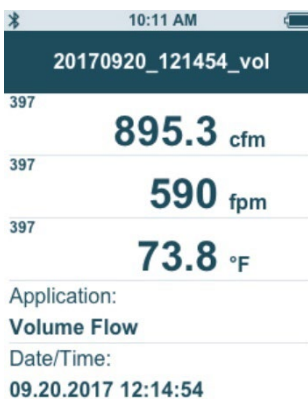 10:11 AM
20170920_121454_vol
397
895.3 cfm
397
590 fpm
397
73.8 °F
Application:
Volume Flow
Date/Time:
09.20.2017 12:14:54